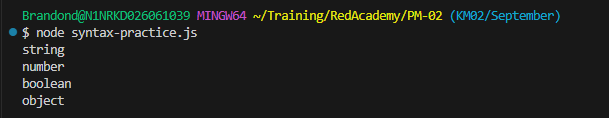 Brandond@N1NRKD026061039 MINGW64 ~/Training/RedAcademy/PM-02 (KM02/September)
$ node syntax-practice.js
string
number
boolean
object